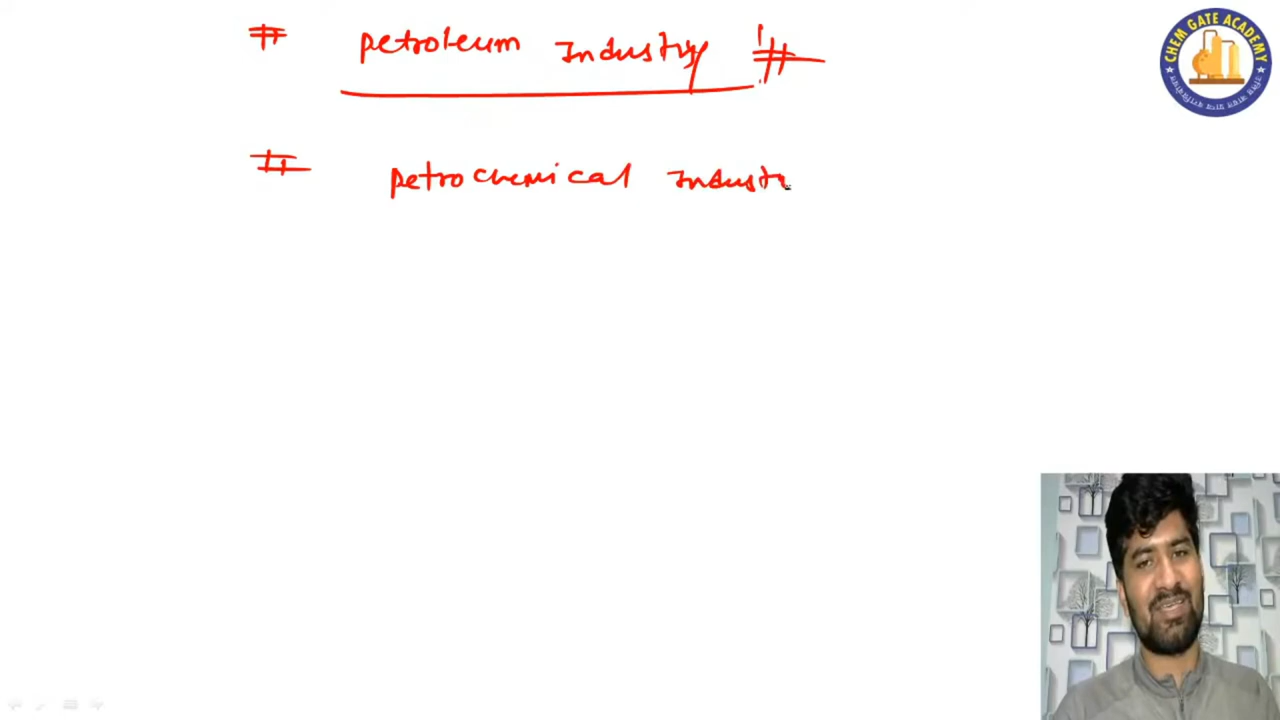 # petroleum Industry #
# petrochemical Industr
CHEM GATE ACADEMY